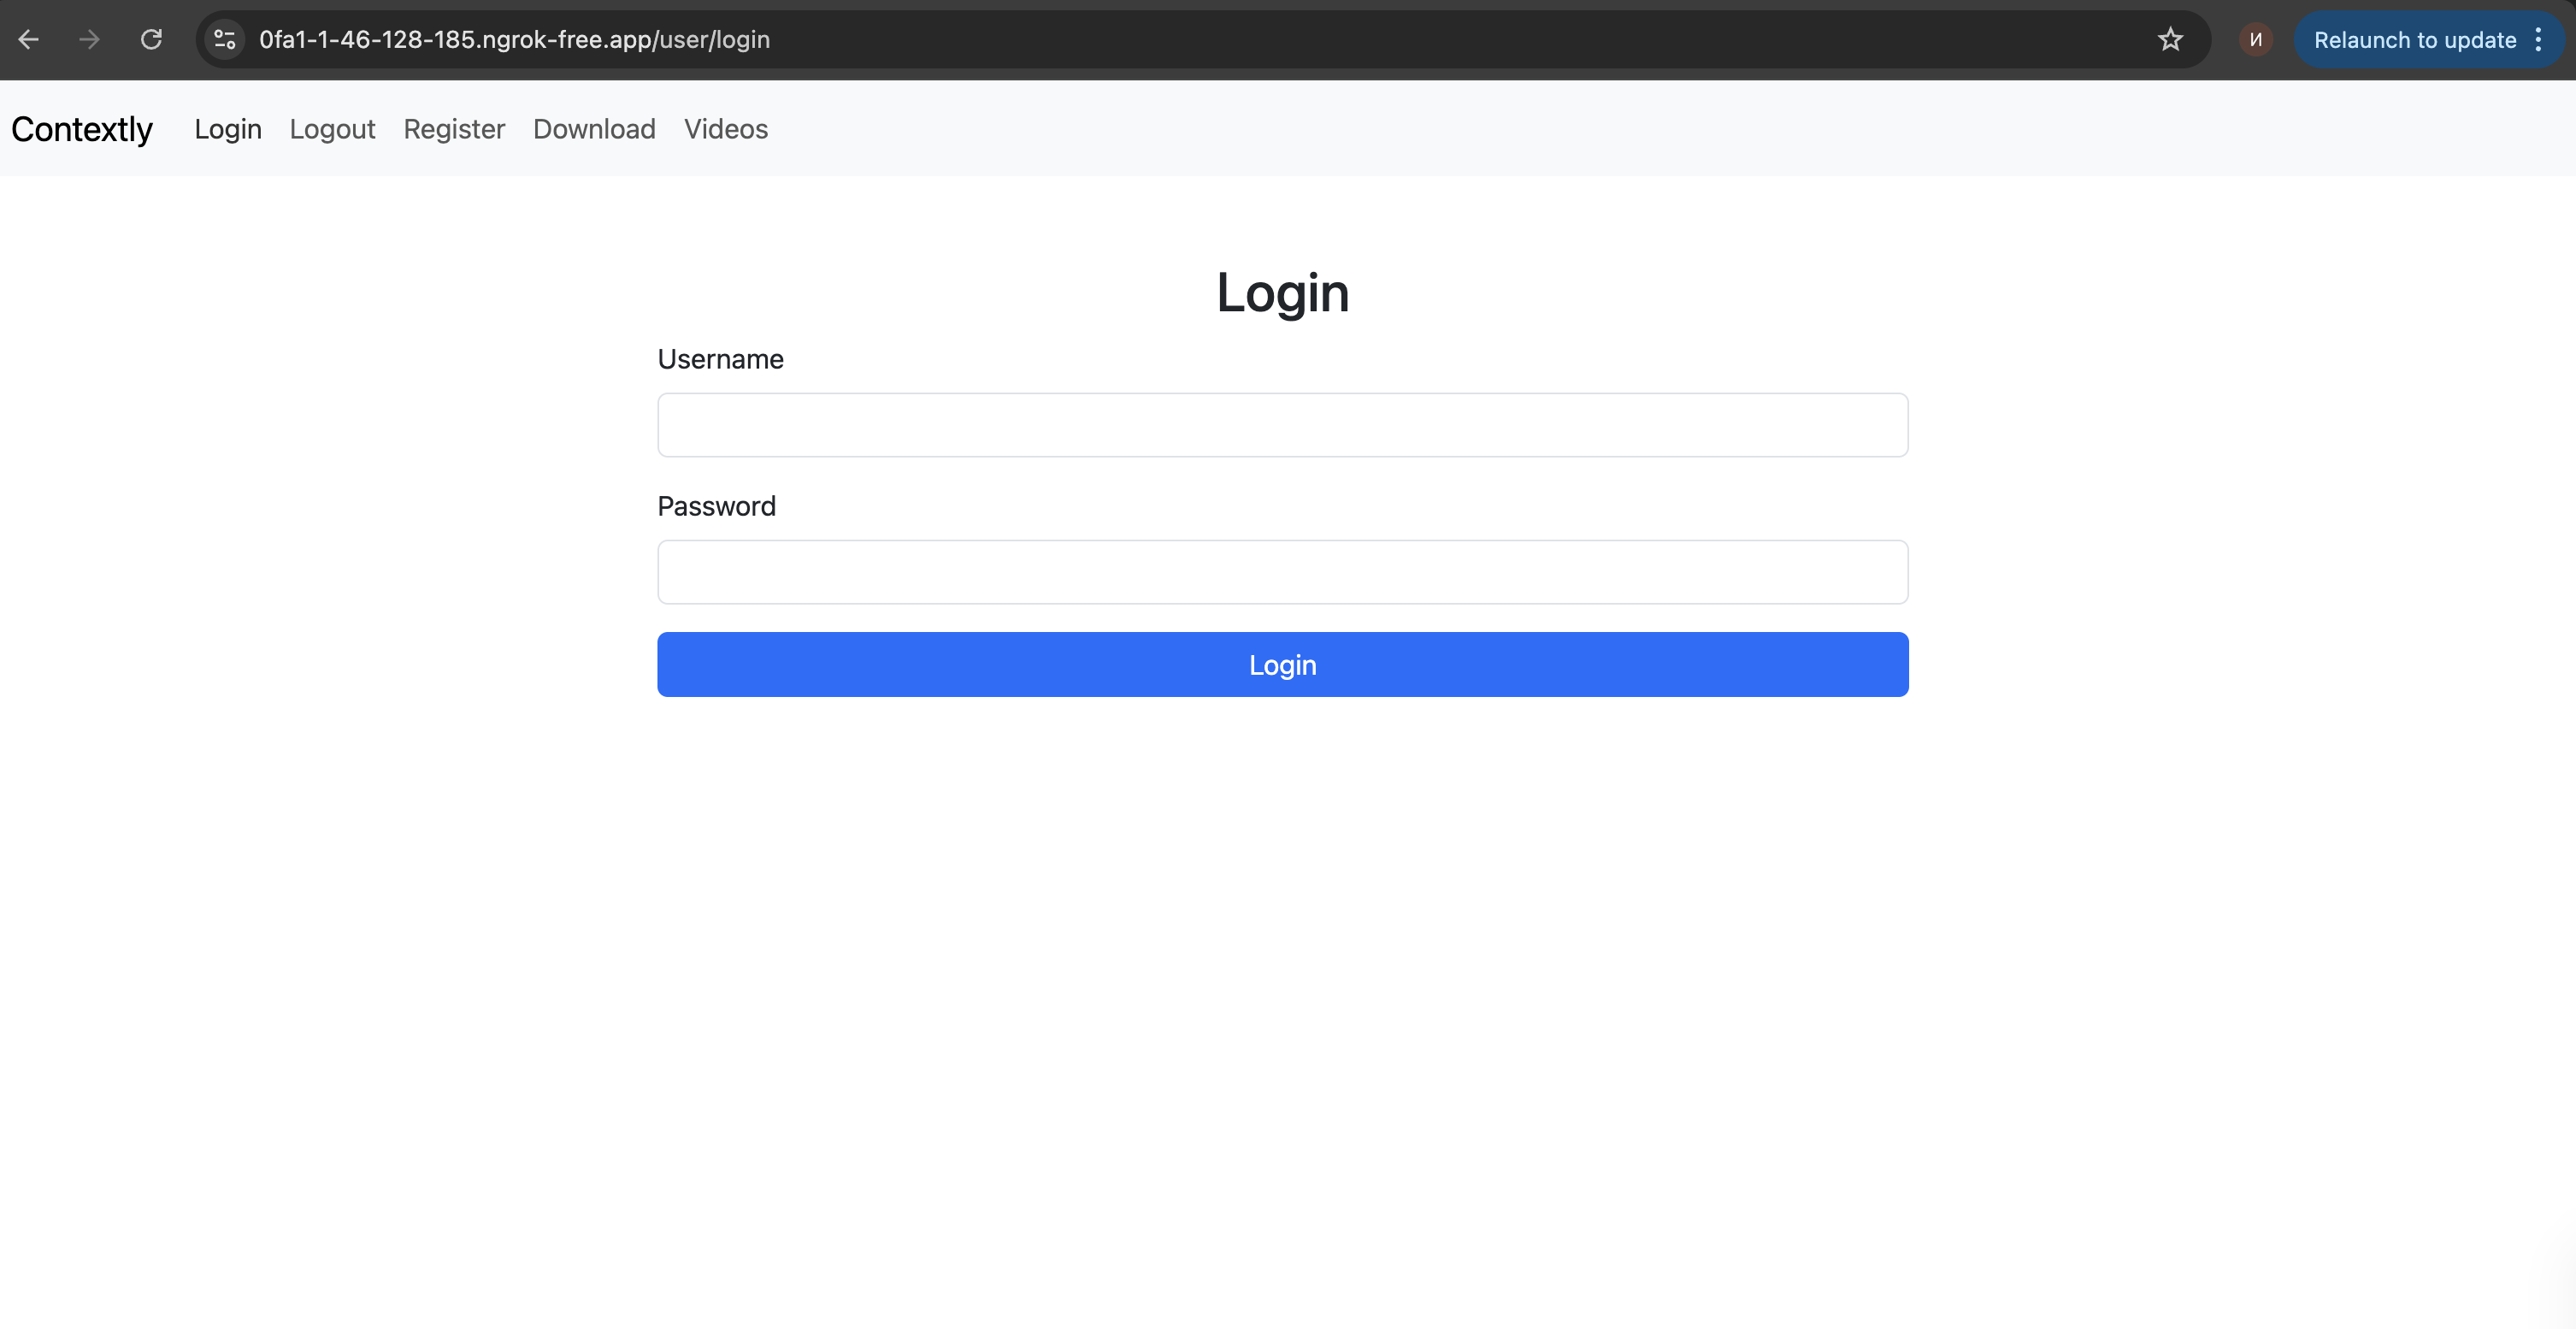 0fa1-1-46-128-185.ngrok-free.app/user/login
И
Relaunch to update
Contextly Login Logout Register Download Videos
Login
Username
Password
Login